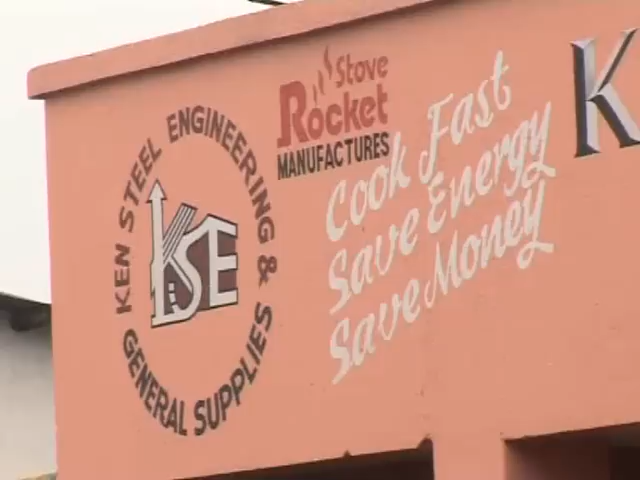 KEN STEEL ENGINEERING &
GENERAL SUPPLIES
KSE
Stove
Rocket
MANUFACTURES
Cook Fast
Save Energy
Save Money
K